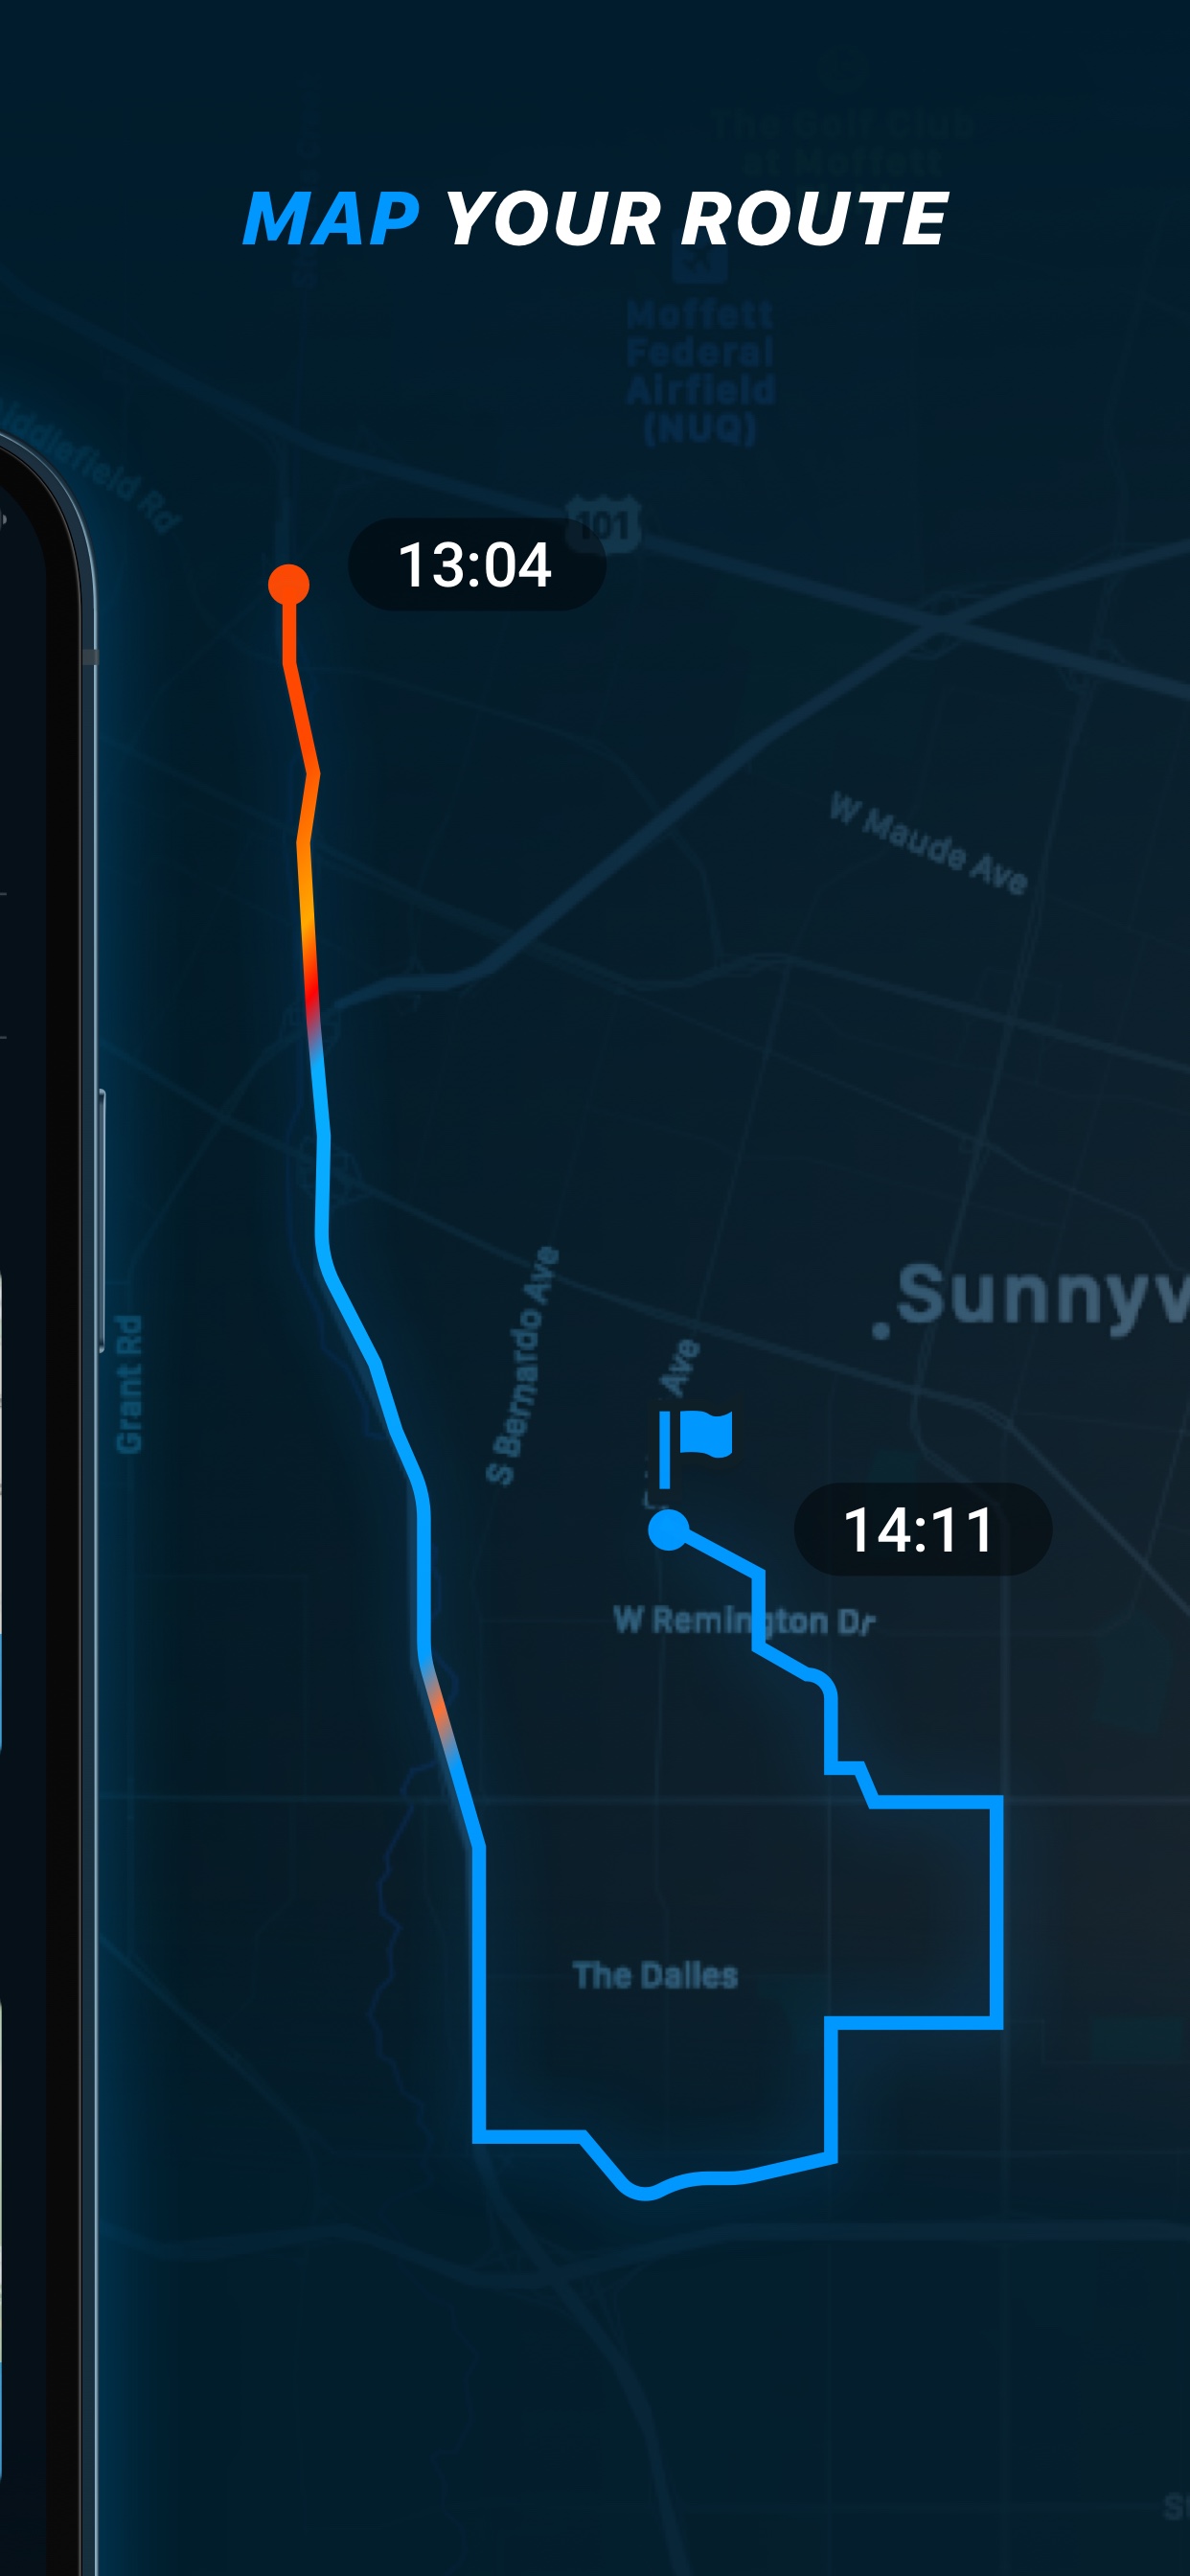 The Golf Club
at Moffett
MAP YOUR ROUTE
Moffett
Federal
Airfield
(NUQ)
iddlefield Rd
101
13:04
W Maude Ave
Sunnyv
S Bernardo Ave
Grant Rd
Ave
14:11
W Remington Dr
The Dalles